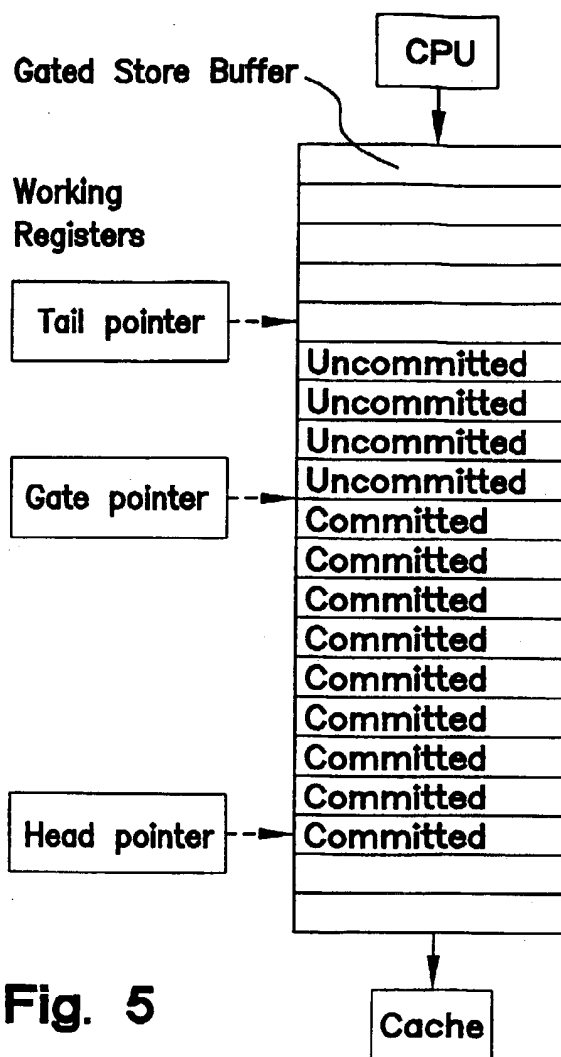 CPU
Gated Store Buffer
Working
Registers
Tail pointer
Uncommitted
Uncommitted
Uncommitted
Uncommitted
Gate pointer
Committed
Committed
Committed
Committed
Committed
Committed
Committed
Committed
Head pointer
Committed
Fig. 5
Cache